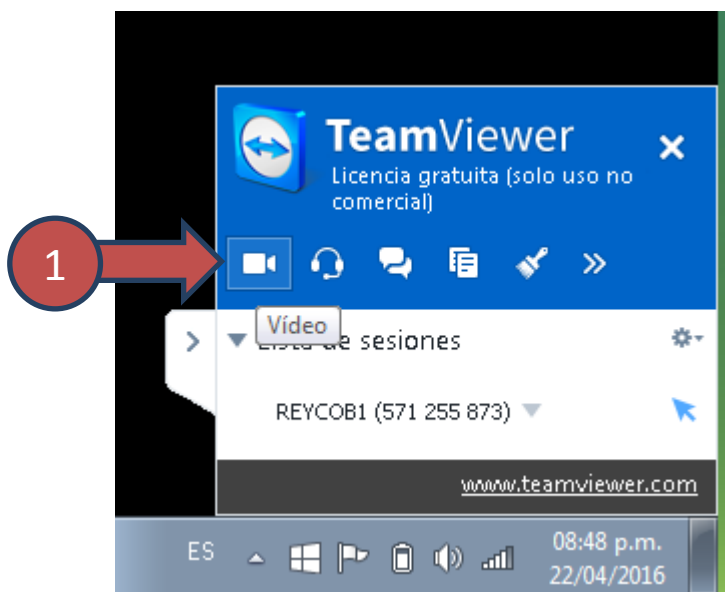 TeamViewer
Licencia gratuita (solo uso no
comercial)
1
Vídeo
Lista de sesiones
REYCOB1 (571 255 873)
www.teamviewer.com
ES
08:48 p.m.
22/04/2016